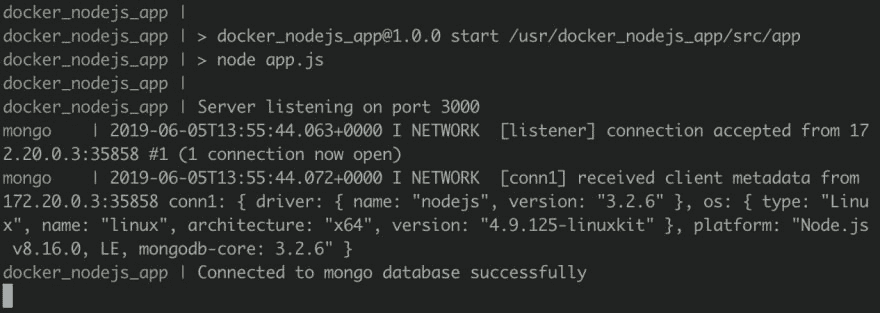 docker_nodejs_app |
docker_nodejs_app | > docker_nodejs_app@1.0.0 start /usr/docker_nodejs_app/src/app
docker_nodejs_app | > node app.js
docker_nodejs_app |
docker_nodejs_app | Server listening on port 3000
mongo    | 2019-06-05T13:55:44.063+0000 I NETWORK  [listener] connection accepted from 17
2.20.0.3:35858 #1 (1 connection now open)
mongo    | 2019-06-05T13:55:44.072+0000 I NETWORK  [conn1] received client metadata from
172.20.0.3:35858 conn1: { driver: { name: "nodejs", version: "3.2.6" }, os: { type: "Linu
x", name: "linux", architecture: "x64", version: "4.9.125-linuxkit" }, platform: "Node.js
 v8.16.0, LE, mongodb-core: 3.2.6" }
docker_nodejs_app | Connected to mongo database successfully